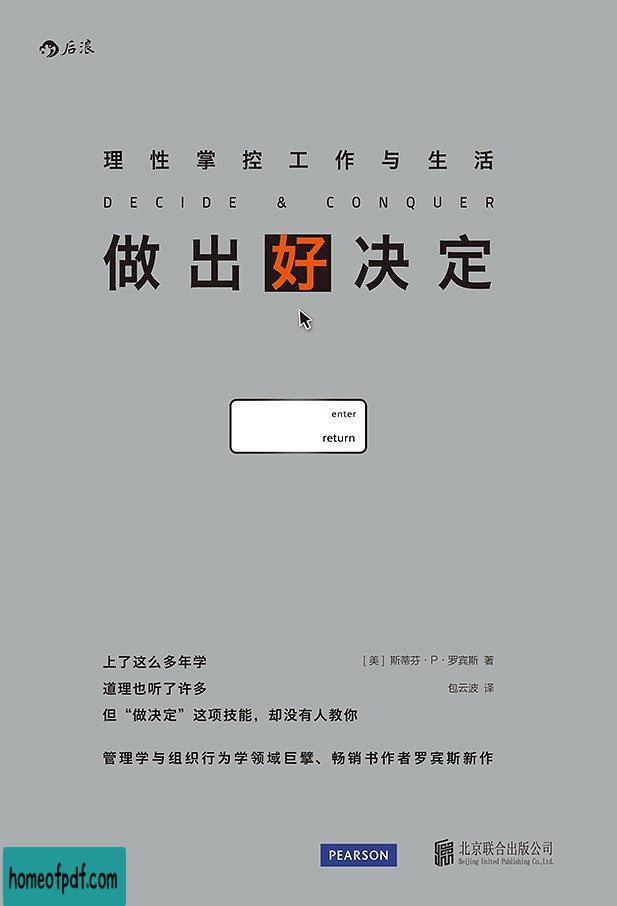 后浪
理性掌控工作与生活
DECIDE & CONQUER
做出好决定
enter
return
上了这么多年学
道理也听了许多
但“做决定”这项技能，却没有人教你
[美] 斯蒂芬·P·罗宾斯 著
包云波 译
管理学与组织行为学领域巨擘、畅销书作者罗宾斯新作
PEARSON
北京联合出版公司
Beijing United Publishing Co.,Ltd.
homeofpdf.com